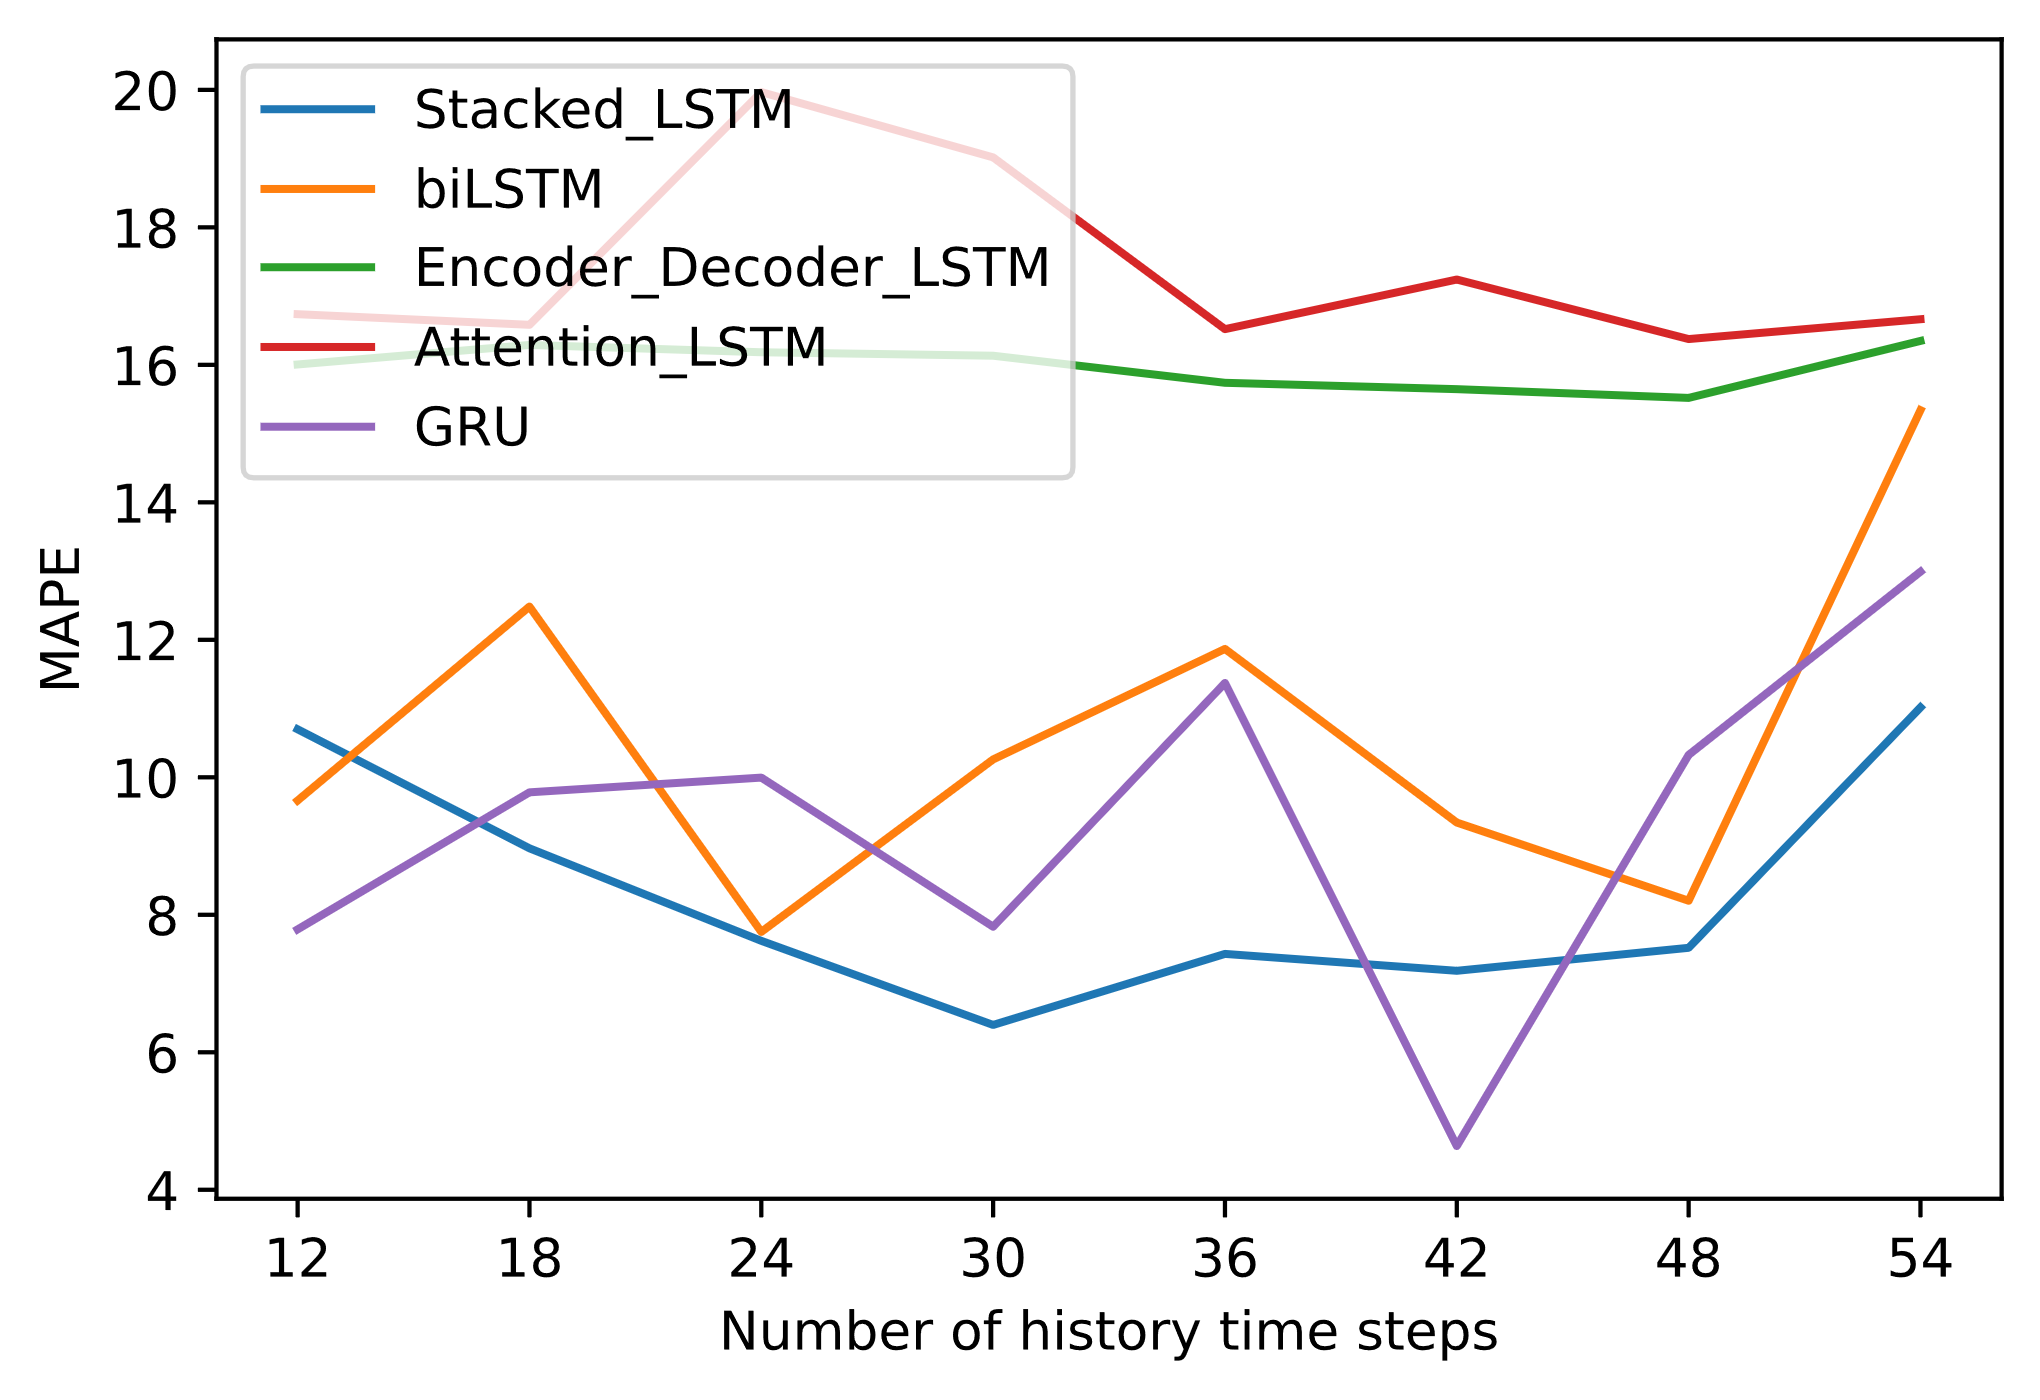 Stacked_LSTM
biLSTM
Encoder_Decoder_LSTM
Attention_LSTM
GRU
MAPE
20
18
16
14
12
10
8
6
4
12 18 24 30 36 42 48 54
Number of history time steps